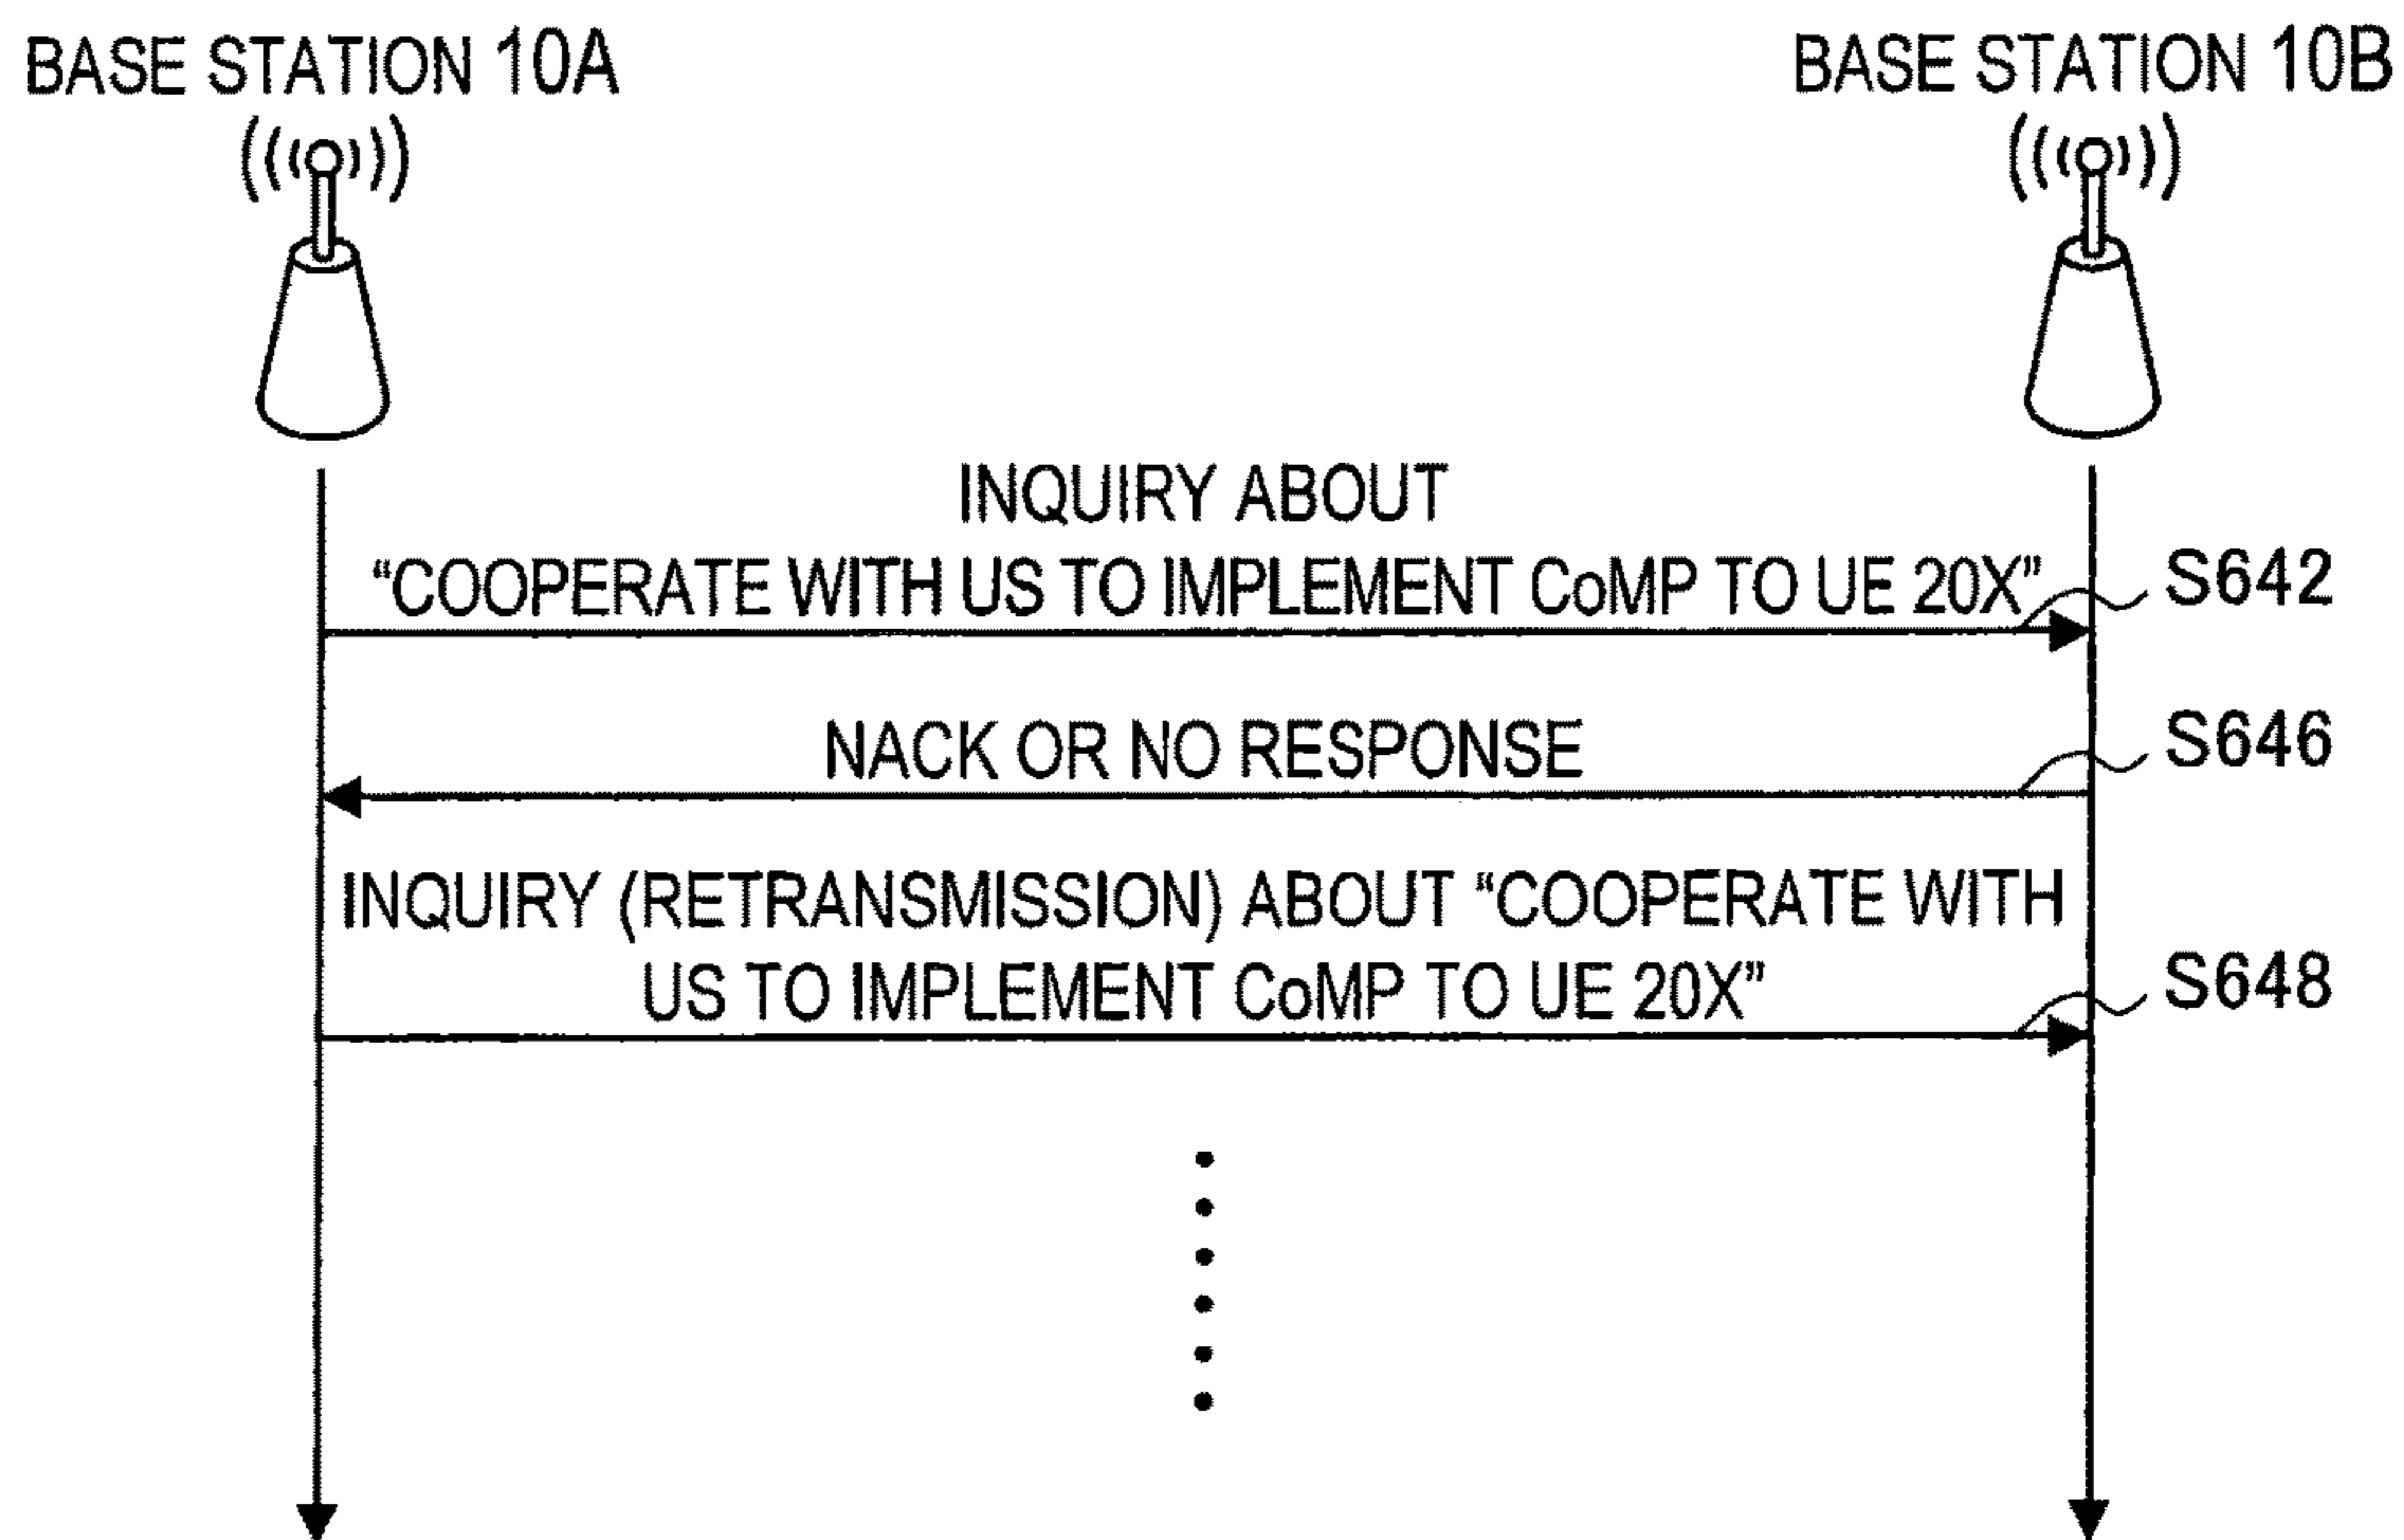 BASE STATION 10A
BASE STATION 10B
INQUIRY ABOUT
“COOPERATE WITH US TO IMPLEMENT CoMP TO UE 20X”
S642
NACK OR NO RESPONSE
S646
INQUIRY (RETRANSMISSION) ABOUT “COOPERATE WITH
US TO IMPLEMENT CoMP TO UE 20X”
S648